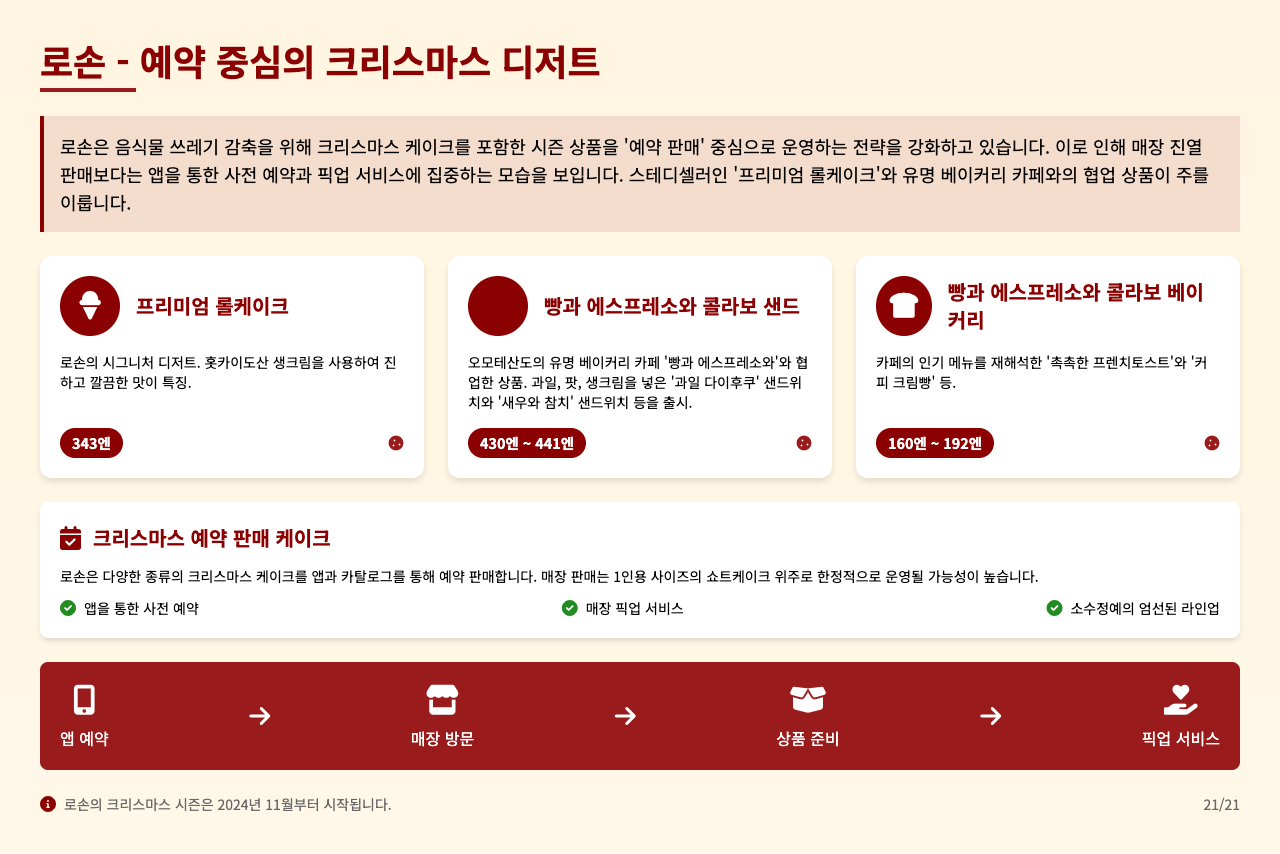 로손 - 예약 중심의 크리스마스 디저트
로손은 음식물 쓰레기 감축을 위해 크리스마스 케이크를 포함한 시즌 상품을 '예약 판매' 중심으로 운영하는 전략을 강화하고 있습니다. 이로 인해 매장 진열
판매보다는 앱을 통한 사전 예약과 픽업 서비스에 집중하는 모습을 보입니다. 스테디셀러인 '프리미엄 롤케이크'와 유명 베이커리 카페와의 협업 상품이 주를
이룹니다.
프리미엄 롤케이크
로손의 시그니처 디저트. 홋카이도산 생크림을 사용하여 진
하고 깔끔한 맛이 특징.
343엔
빵과 에스프레소와 콜라보 샌드
오모테산도의 유명 베이커리 카페 '빵과 에스프레소와'와 협
업한 상품. 과일, 팟, 생크림을 넣은 '과일 다이후쿠' 샌드위
치와 '새우와 참치' 샌드위치 등을 출시.
430엔 ~ 441엔
빵과 에스프레소와 콜라보 베이
커리
카페의 인기 메뉴를 재해석한 '촉촉한 프렌치토스트'와 '커
피 크림빵' 등.
160엔 ~ 192엔
크리스마스 예약 판매 케이크
로손은 다양한 종류의 크리스마스 케이크를 앱과 카탈로그를 통해 예약 판매합니다. 매장 판매는 1인용 사이즈의 쇼트케이크 위주로 한정적으로 운영될 가능성이 높습니다.
앱을 통한 사전 예약
매장 픽업 서비스
소수정예의 엄선된 라인업
앱 예약
매장 방문
상품 준비
픽업 서비스
로손의 크리스마스 시즌은 2024년 11월부터 시작됩니다.
21/21